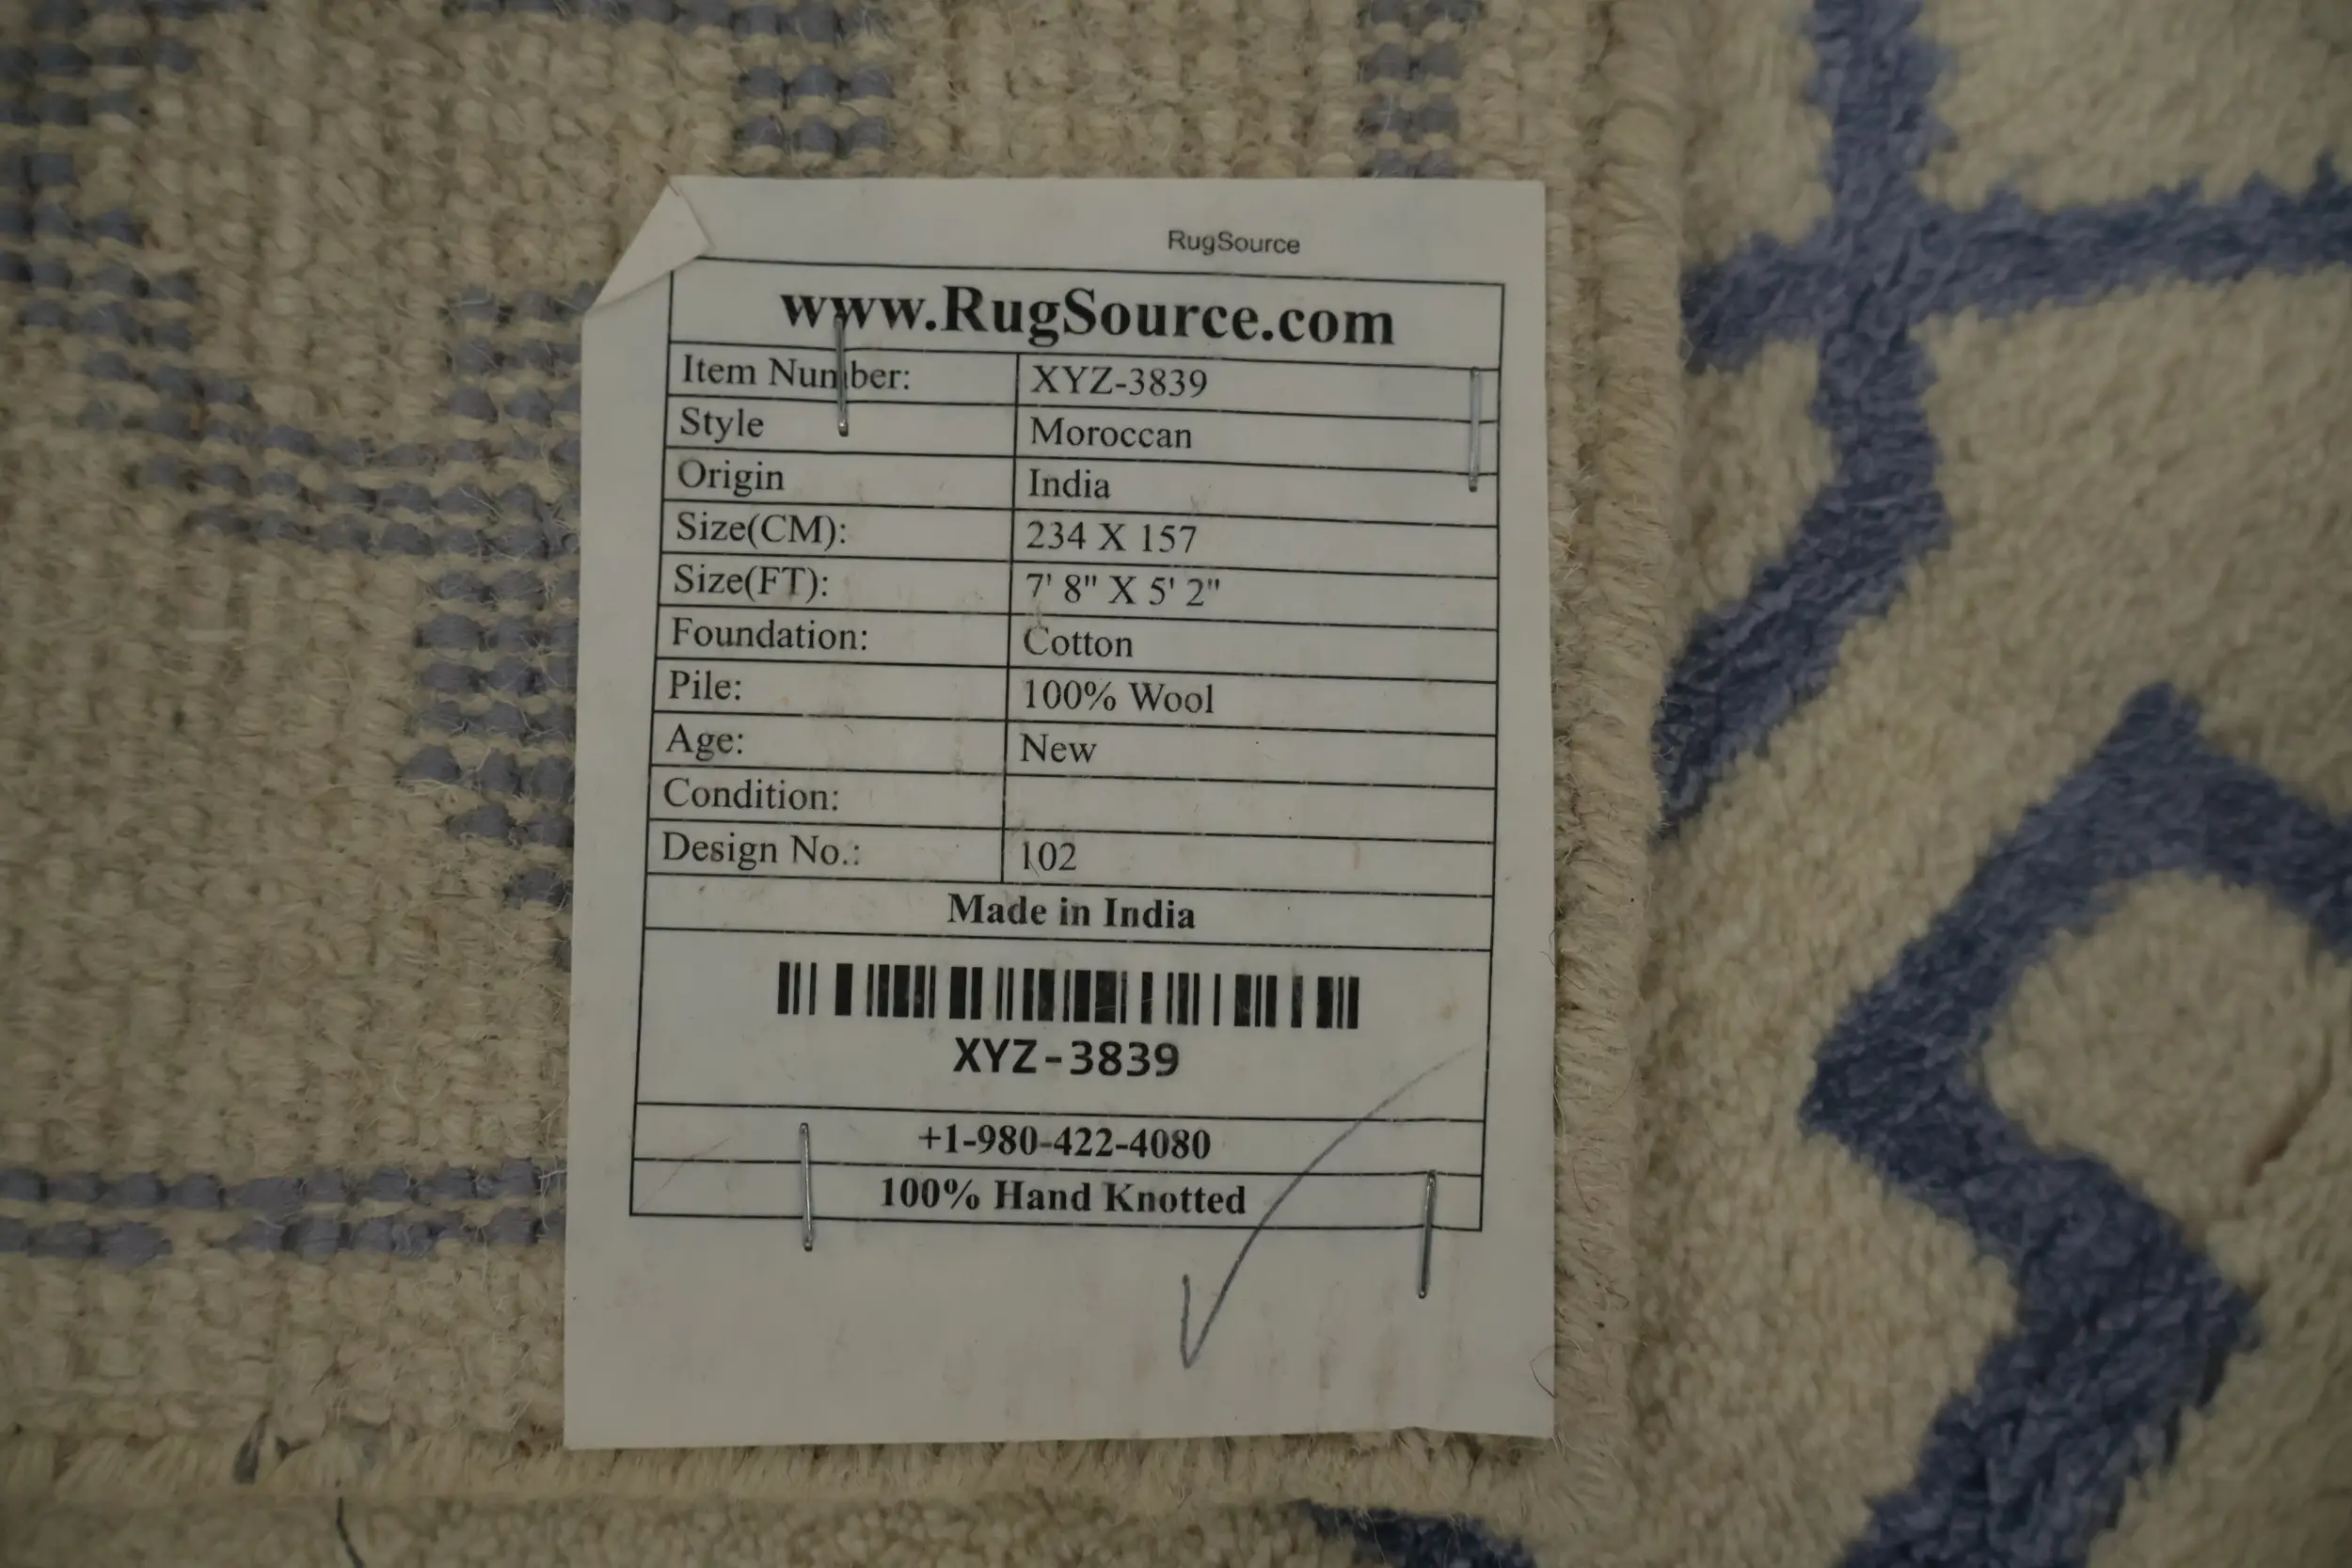 RugSource
www.RugSource.com
Item Number: XYZ-3839
Style Moroccan
Origin India
Size(CM): 234 X 157
Size(FT): 7' 8" X 5' 2"
Foundation: Cotton
Pile: 100% Wool
Age: New
Condition:
Design No.: 102
Made in India
XYZ-3839
+1-980-422-4080
100% Hand Knotted